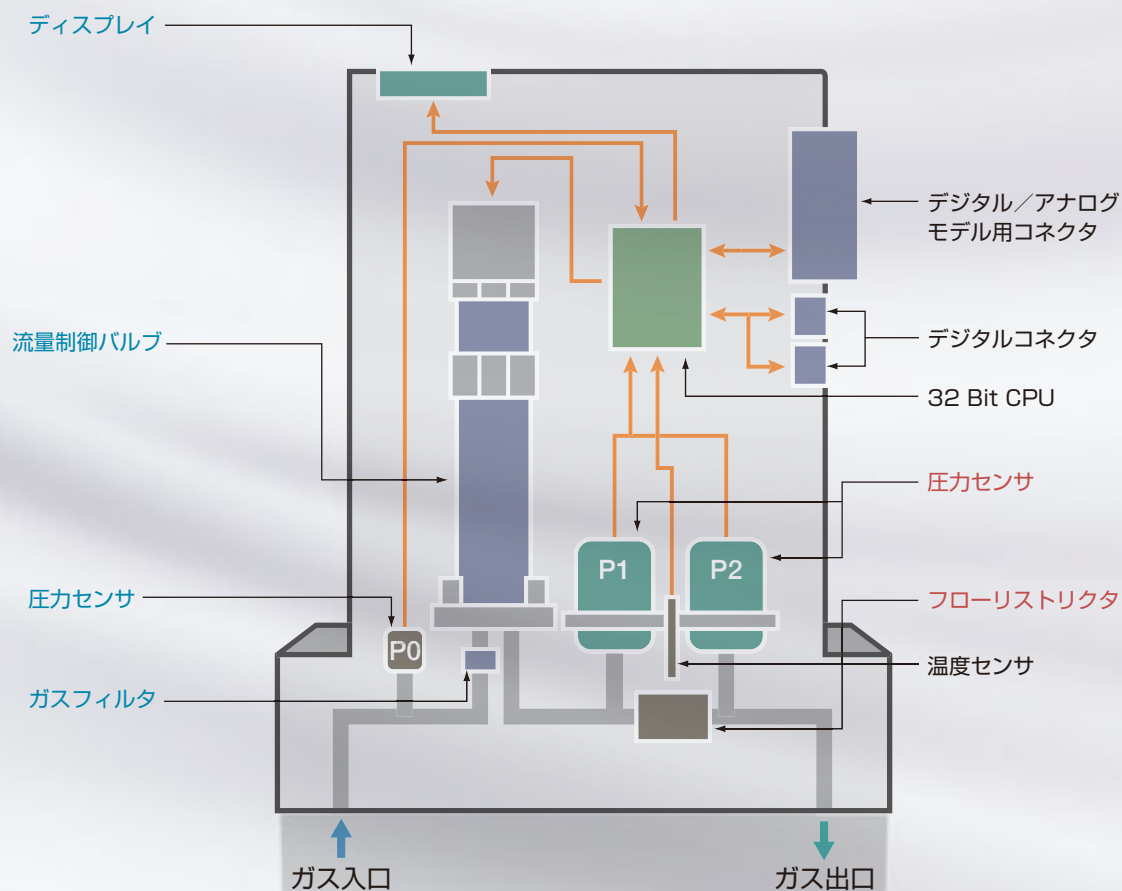 ディスプレイ
デジタル／アナログ
モデル用コネクタ
流量制御バルブ
デジタルコネクタ
32 Bit CPU
圧力センサ
P1
P2
圧力センサ
フローリストリクタ
P0
温度センサ
ガスフィルタ
ガス入口
ガス出口